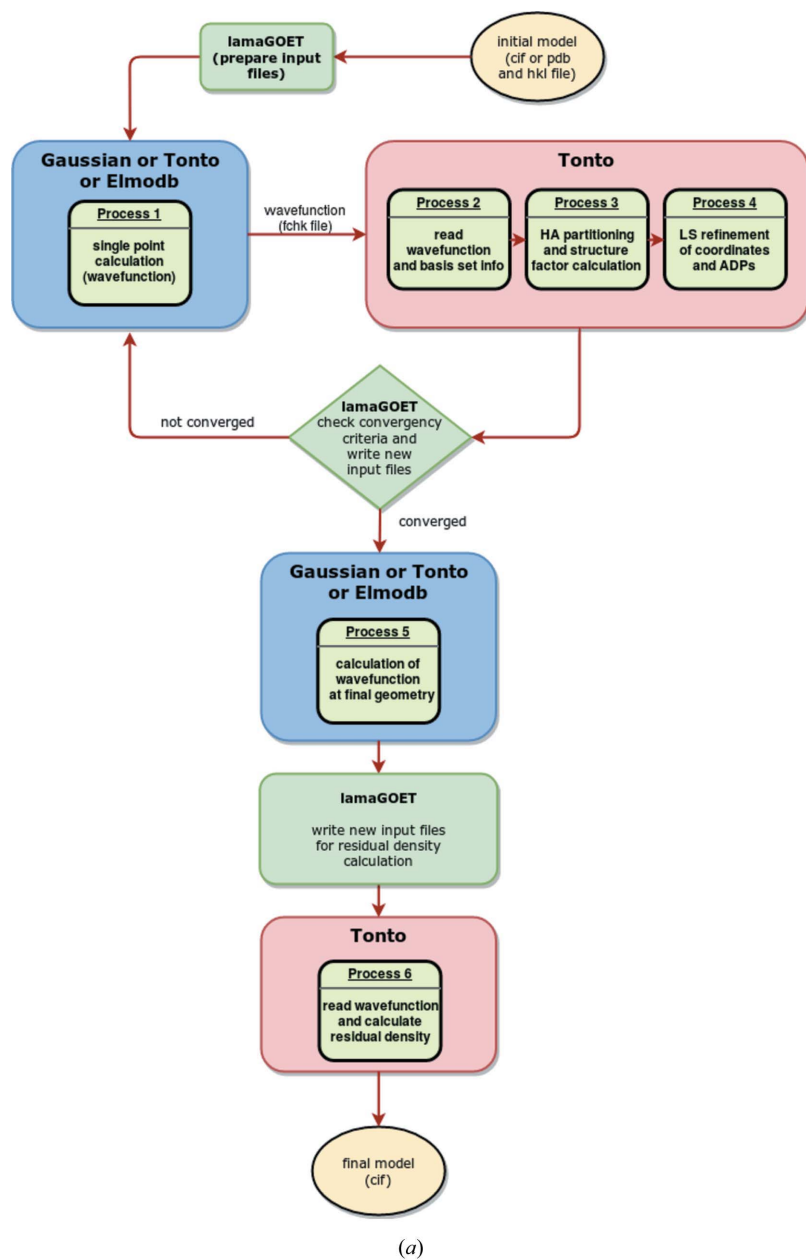 lamaGOET
(prepare input
files)
initial model
(cif or pdb
and hkl file)
Gaussian or Tonto
or Elmodb
Process 1
single point
calculation
(wavefunction)
wavefunction
(fchk file)
Tonto
Process 2
read
wavefunction
and basis set info
Process 3
HA partitioning
and structure
factor calculation
Process 4
LS refinement
of coordinates
and ADPs
lamaGOET
check convergency
criteria and
write new
input files
not converged
converged
Gaussian or Tonto
or Elmodb
Process 5
calculation of
wavefunction
at final geometry
lamaGOET
write new input files
for residual density
calculation
Tonto
Process 6
read wavefunction
and calculate
residual density
final model
(cif)
(a)